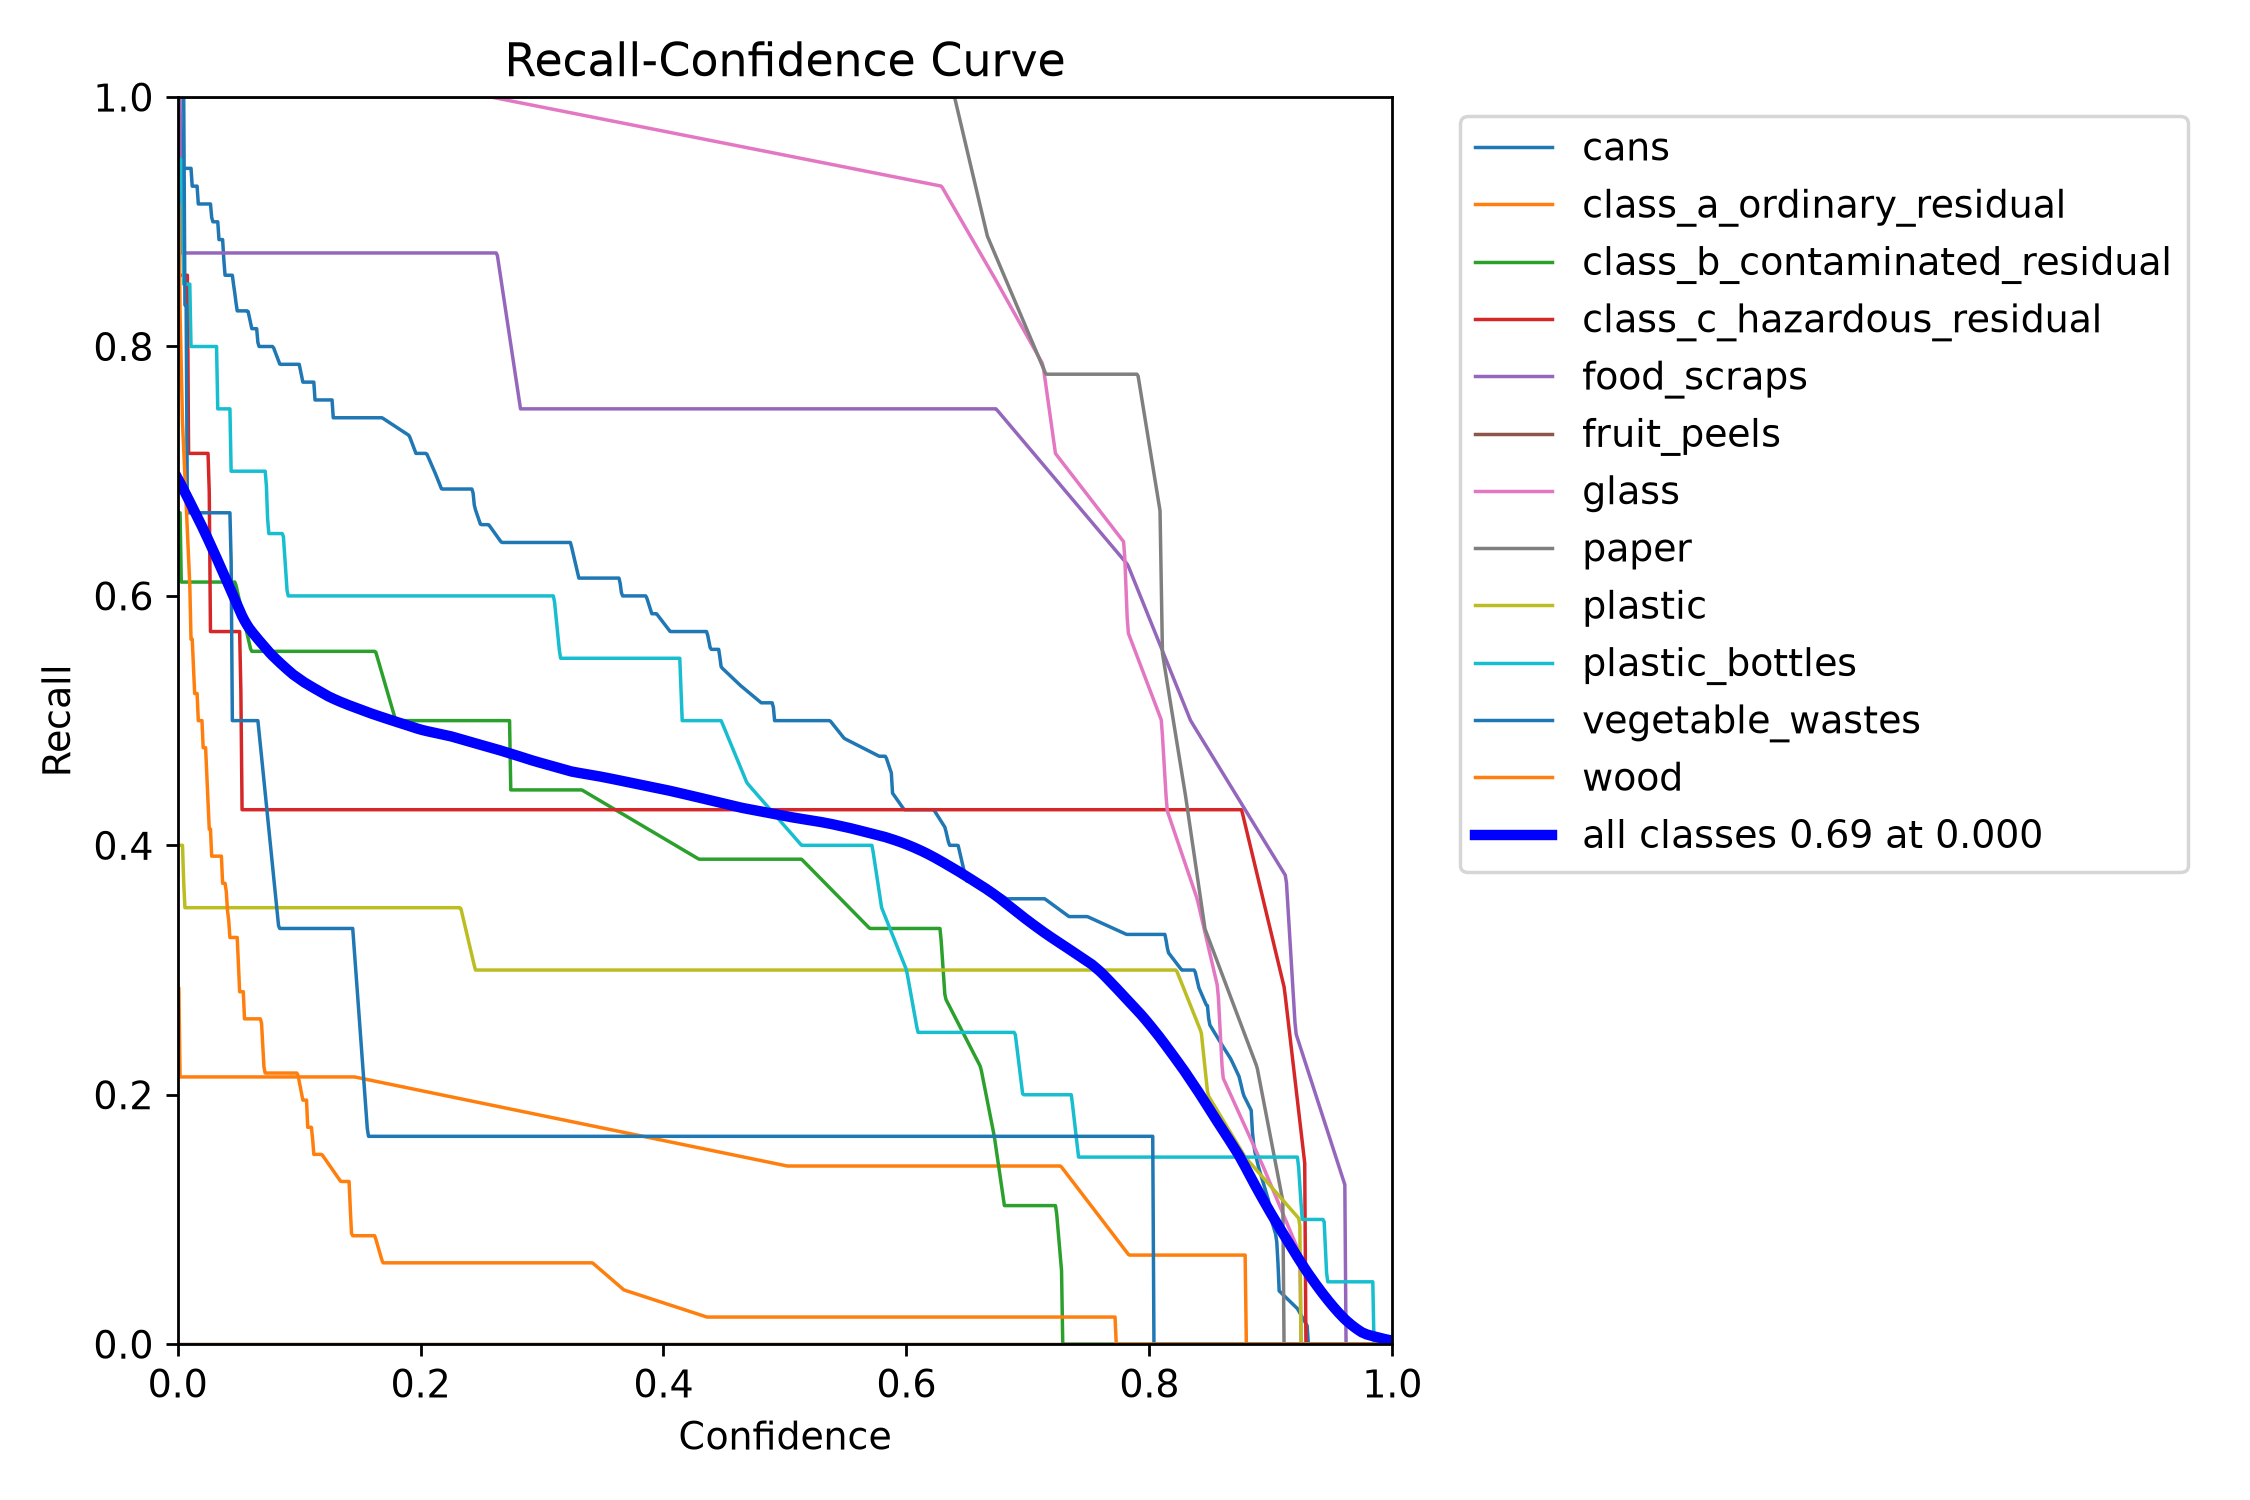 Recall-Confidence Curve
1.0
0.8
0.6
0.4
0.2
0.0
Recall
0.0 0.2 0.4 0.6 0.8 1.0
Confidence
cans
class_a_ordinary_residual
class_b_contaminated_residual
class_c_hazardous_residual
food_scraps
fruit_peels
glass
paper
plastic
plastic_bottles
vegetable_wastes
wood
all classes 0.69 at 0.000